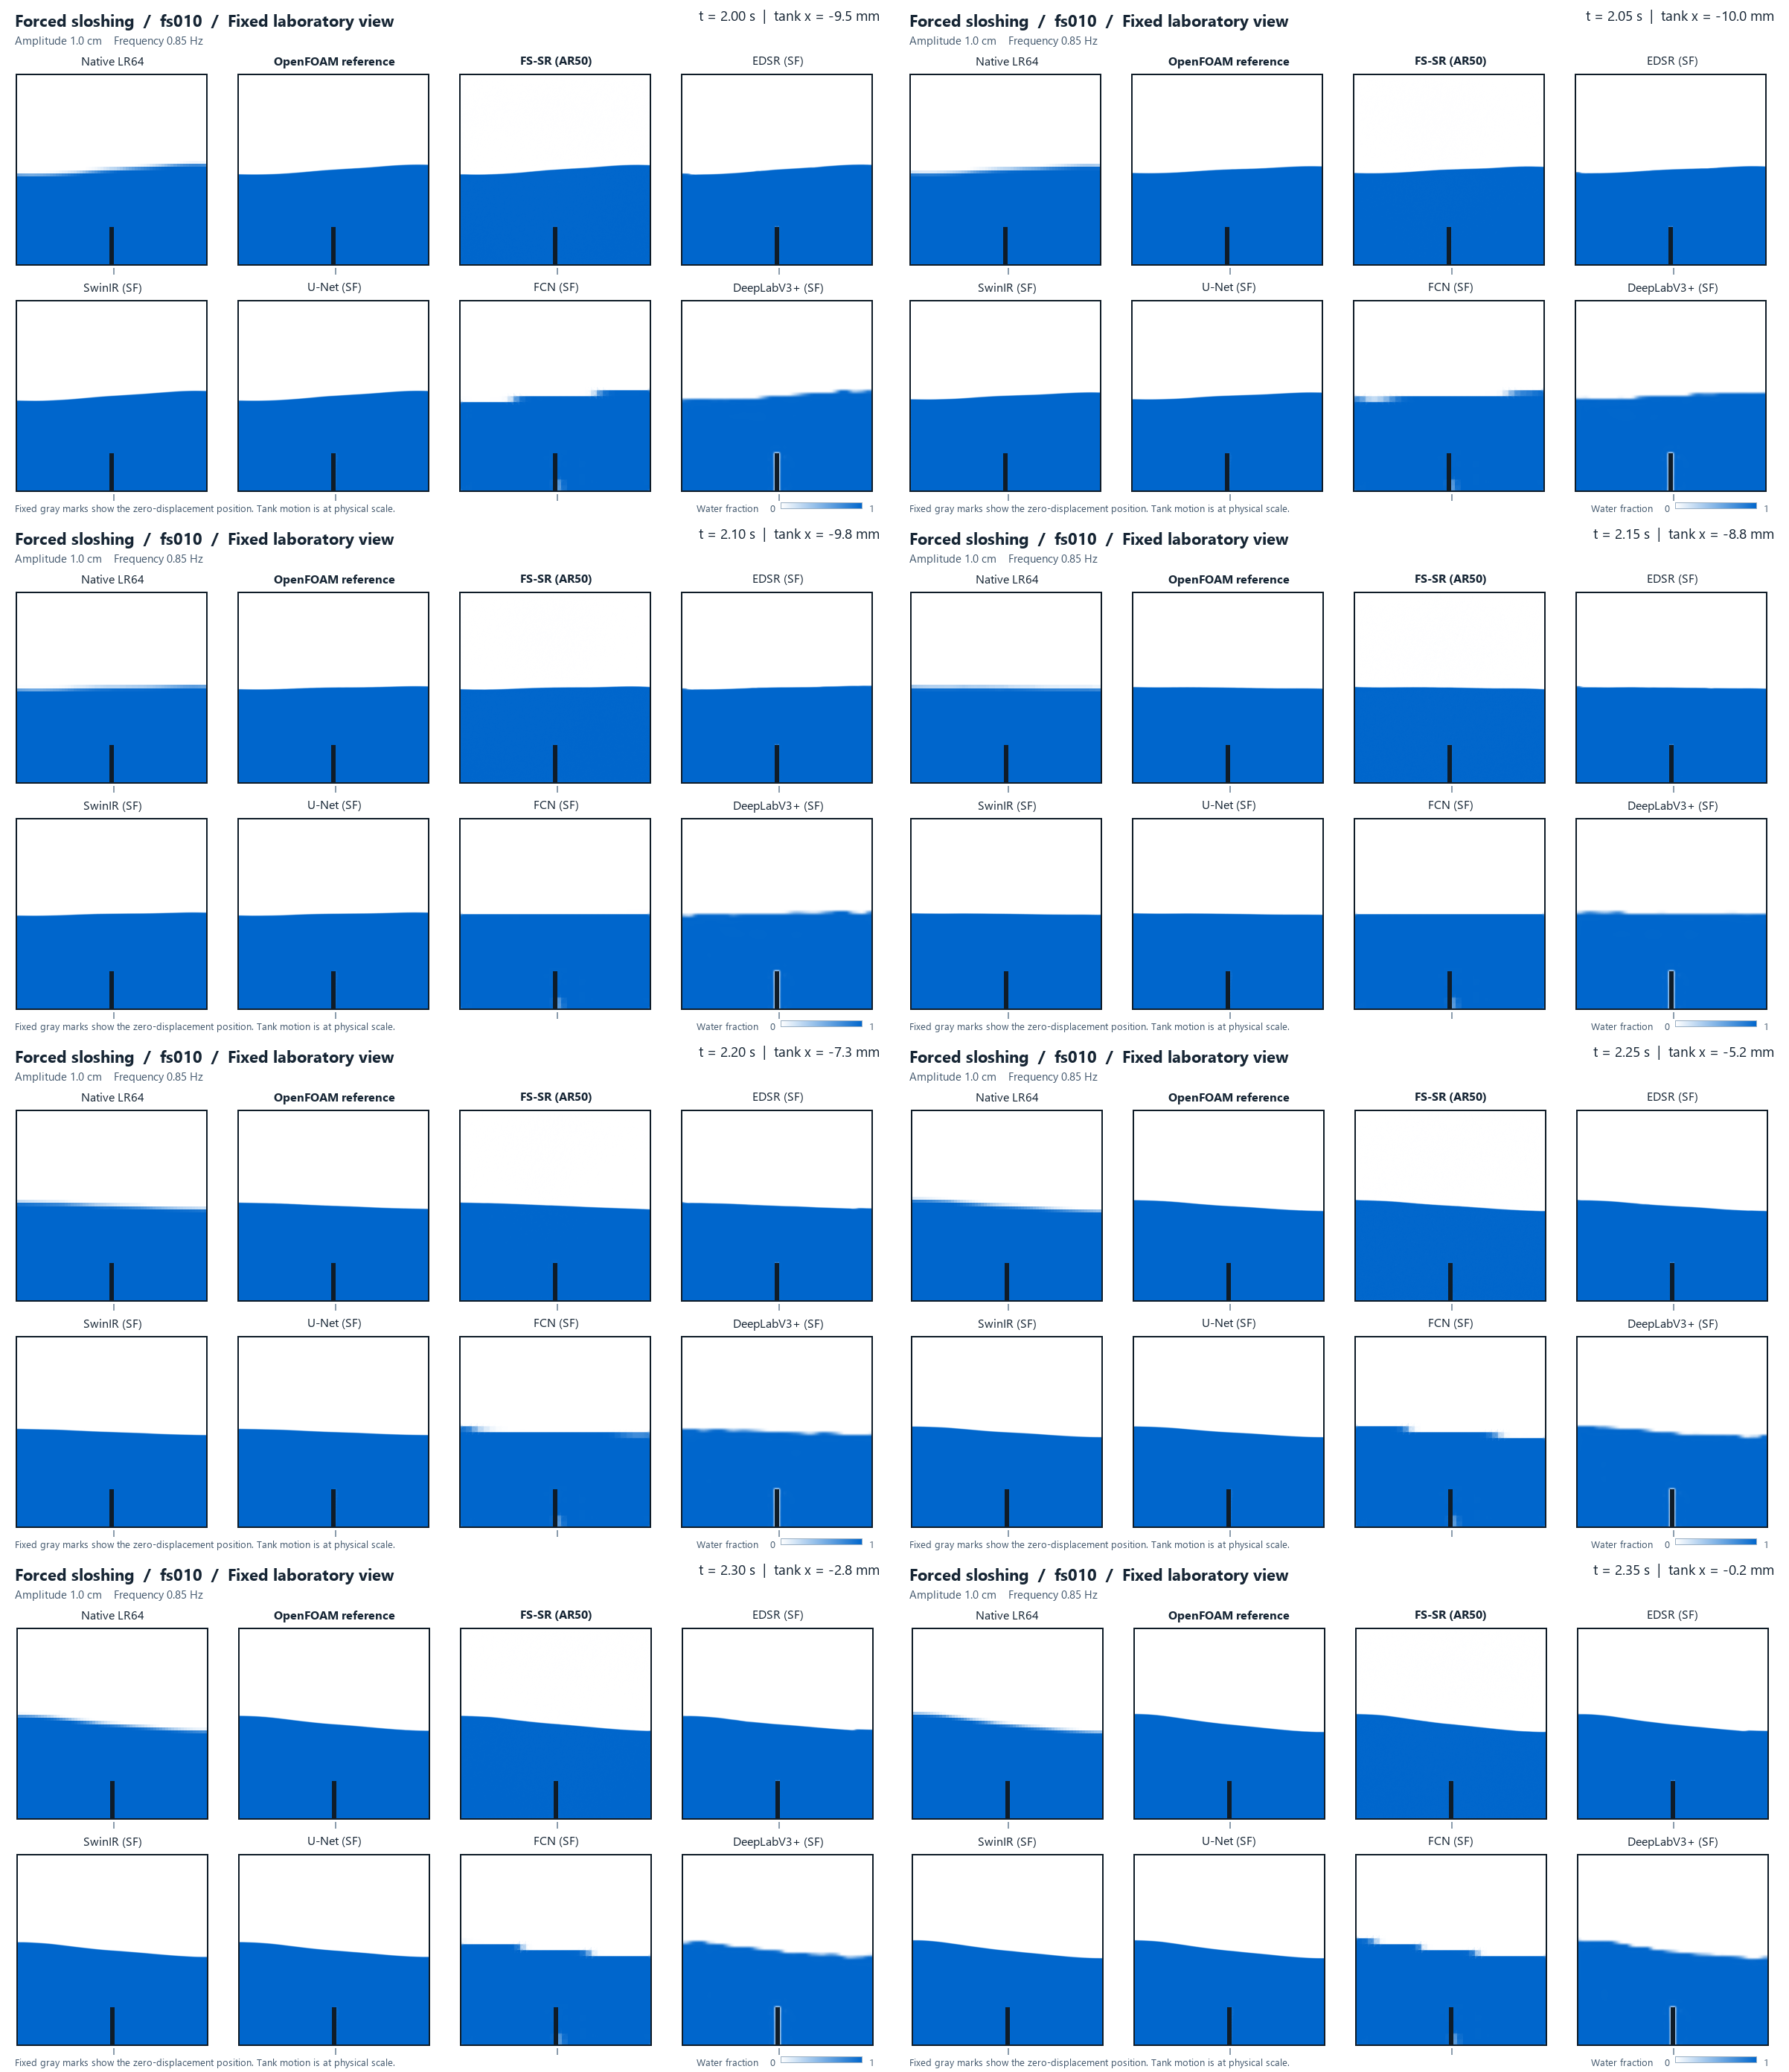 Forced sloshing / fs010 / Fixed laboratory view
t = 2.00 s | tank x = -9.5 mm
Amplitude 1.0 cm Frequency 0.85 Hz
Native LR64 OpenFOAM reference FS-SR (AR50) EDSR (SF)
SwinIR (SF) U-Net (SF) FCN (SF) DeepLabV3+ (SF)
Fixed gray marks show the zero-displacement position. Tank motion is at physical scale.
Water fraction 0 1
Forced sloshing / fs010 / Fixed laboratory view
t = 2.05 s | tank x = -10.0 mm
Amplitude 1.0 cm Frequency 0.85 Hz
Native LR64 OpenFOAM reference FS-SR (AR50) EDSR (SF)
SwinIR (SF) U-Net (SF) FCN (SF) DeepLabV3+ (SF)
Fixed gray marks show the zero-displacement position. Tank motion is at physical scale.
Water fraction 0 1
Forced sloshing / fs010 / Fixed laboratory view
t = 2.10 s | tank x = -9.8 mm
Amplitude 1.0 cm Frequency 0.85 Hz
Native LR64 OpenFOAM reference FS-SR (AR50) EDSR (SF)
SwinIR (SF) U-Net (SF) FCN (SF) DeepLabV3+ (SF)
Fixed gray marks show the zero-displacement position. Tank motion is at physical scale.
Water fraction 0 1
Forced sloshing / fs010 / Fixed laboratory view
t = 2.15 s | tank x = -8.8 mm
Amplitude 1.0 cm Frequency 0.85 Hz
Native LR64 OpenFOAM reference FS-SR (AR50) EDSR (SF)
SwinIR (SF) U-Net (SF) FCN (SF) DeepLabV3+ (SF)
Fixed gray marks show the zero-displacement position. Tank motion is at physical scale.
Water fraction 0 1
Forced sloshing / fs010 / Fixed laboratory view
t = 2.20 s | tank x = -7.3 mm
Amplitude 1.0 cm Frequency 0.85 Hz
Native LR64 OpenFOAM reference FS-SR (AR50) EDSR (SF)
SwinIR (SF) U-Net (SF) FCN (SF) DeepLabV3+ (SF)
Fixed gray marks show the zero-displacement position. Tank motion is at physical scale.
Water fraction 0 1
Forced sloshing / fs010 / Fixed laboratory view
t = 2.25 s | tank x = -5.2 mm
Amplitude 1.0 cm Frequency 0.85 Hz
Native LR64 OpenFOAM reference FS-SR (AR50) EDSR (SF)
SwinIR (SF) U-Net (SF) FCN (SF) DeepLabV3+ (SF)
Fixed gray marks show the zero-displacement position. Tank motion is at physical scale.
Water fraction 0 1
Forced sloshing / fs010 / Fixed laboratory view
t = 2.30 s | tank x = -2.8 mm
Amplitude 1.0 cm Frequency 0.85 Hz
Native LR64 OpenFOAM reference FS-SR (AR50) EDSR (SF)
SwinIR (SF) U-Net (SF) FCN (SF) DeepLabV3+ (SF)
Fixed gray marks show the zero-displacement position. Tank motion is at physical scale.
Water fraction 0 1
Forced sloshing / fs010 / Fixed laboratory view
t = 2.35 s | tank x = -0.2 mm
Amplitude 1.0 cm Frequency 0.85 Hz
Native LR64 OpenFOAM reference FS-SR (AR50) EDSR (SF)
SwinIR (SF) U-Net (SF) FCN (SF) DeepLabV3+ (SF)
Fixed gray marks show the zero-displacement position. Tank motion is at physical scale.
Water fraction 0 1